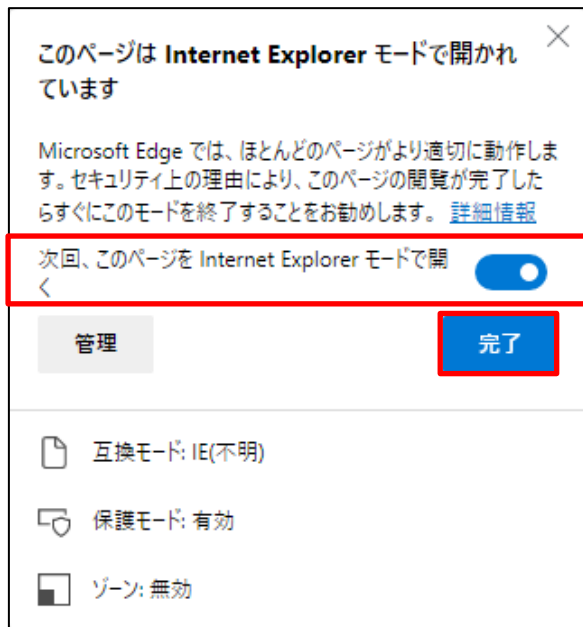 このページは Internet Explorer モードで開かれ
ています
Microsoft Edge では、ほとんどのページがより適切に動作しま
す。セキュリティ上の理由により、このページの閲覧が完了した
らすぐにこのモードを終了することをお勧めします。 詳細情報
次回、このページを Internet Explorer モードで開
く
管理
完了
互換モード: IE(不明)
保護モード: 有効
ゾーン: 無効